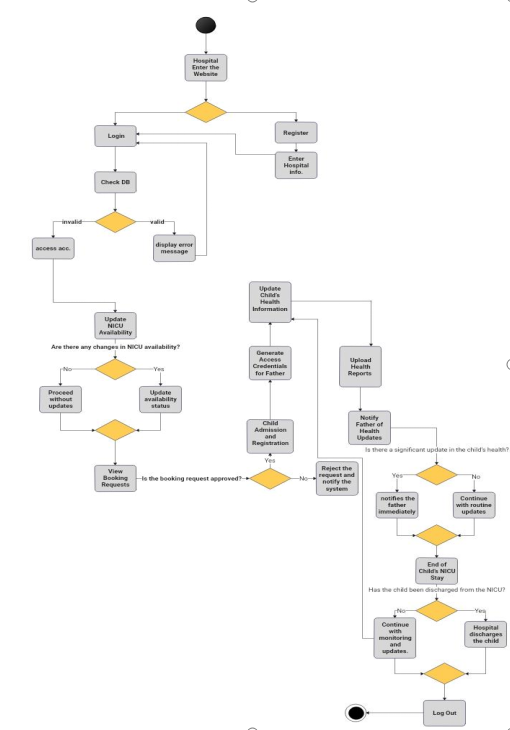 Hospital
Enter the
Website
Login
Register
Enter
Hospital
info.
Check DB
invalid
valid
access acc.
display error
message
Update
NICU
Availability
Are there any changes in NICU availability?
No
Yes
Proceed
without
updates
Update
availability
status
View
Booking
Requests
Is the booking request approved?
Yes
No
Reject the
request and
notify the
system
Child
Admission
and
Registration
Generate
Access
Credentials
for Father
Update
Child's
Health
Information
Upload
Health
Reports
Notify
Father of
Health
Updates
Is there a significant update in the child's health?
Yes
No
notifies the
father
immediately
Continue
with routine
updates
End of
Child's NICU
Stay
Has the child been discharged from the NICU?
No
Yes
Continue
with
monitoring
and
updates.
Hospital
discharges
the child
Log Out